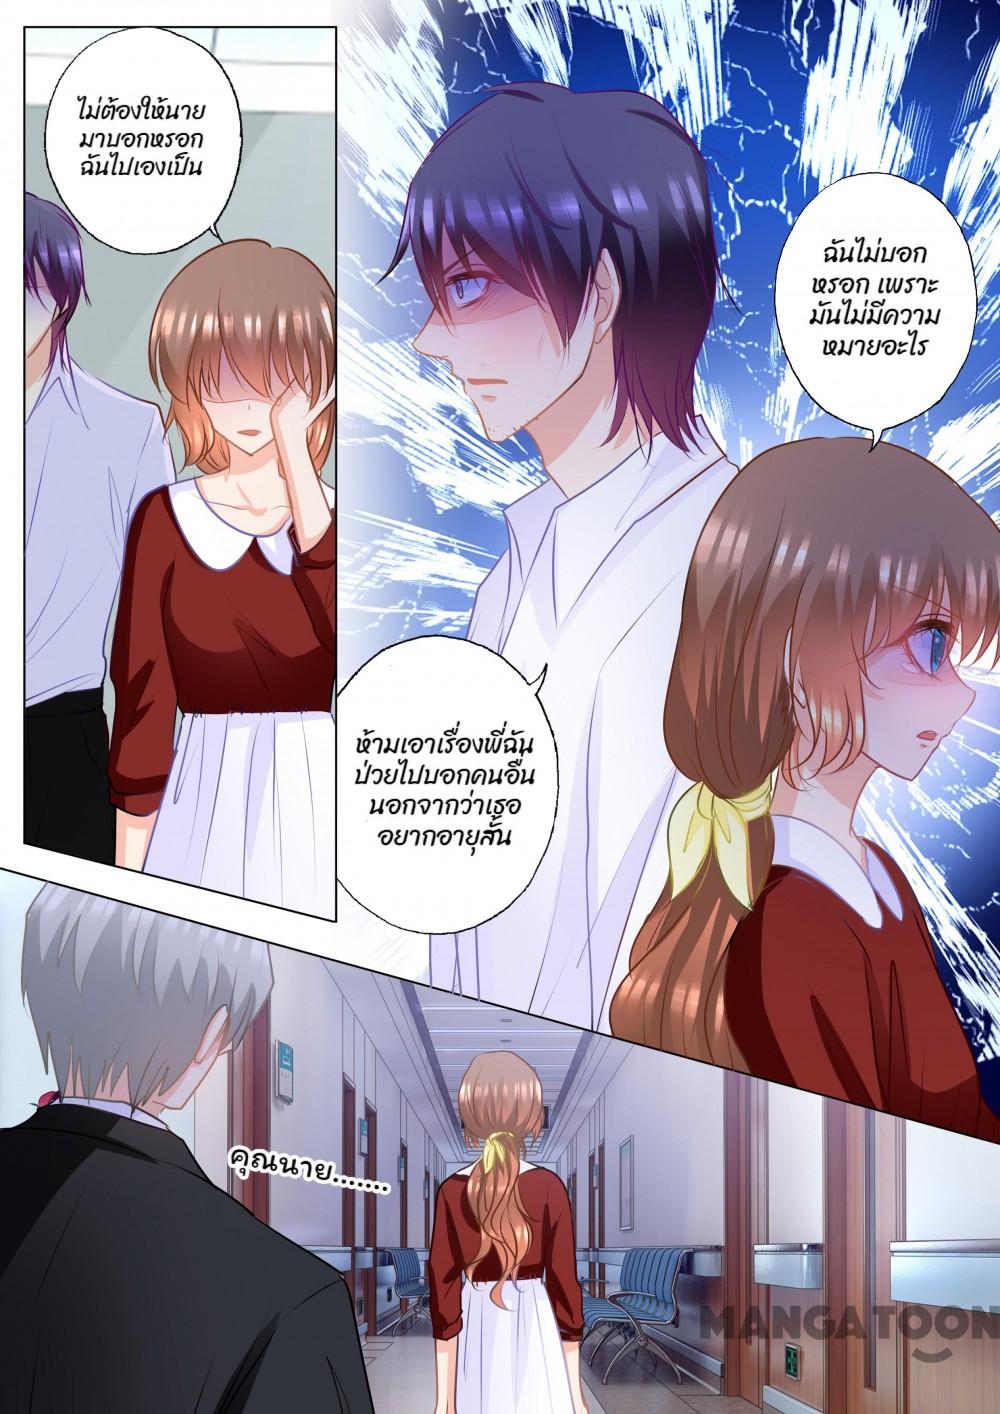 ไม่ต้องให้นาย
มาบอกหรอก
ฉันไปเองเป็น
ห้ามเอาเรื่องพี่ฉัน
ป่วยไปบอกคนอื่น
นอกจากว่าเธอ
อยากอายุสั้น
ฉันไม่บอก
หรอก เพราะ
มันไม่มีความ
หมายอะไร
คุณนาย.......
MANGATOON